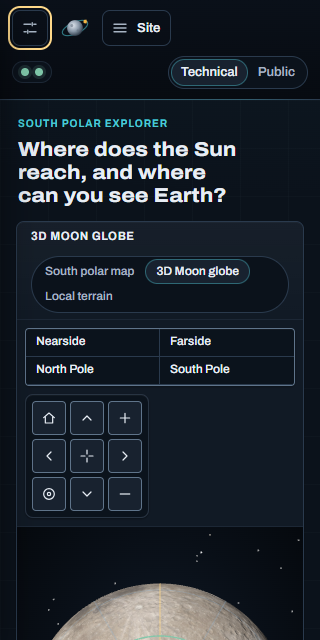 Site
Technical
Public
SOUTH POLAR EXPLORER
Where does the Sun
reach, and where
can you see Earth?
3D MOON GLOBE
South polar map
3D Moon globe
Local terrain
Nearside
Farside
North Pole
South Pole